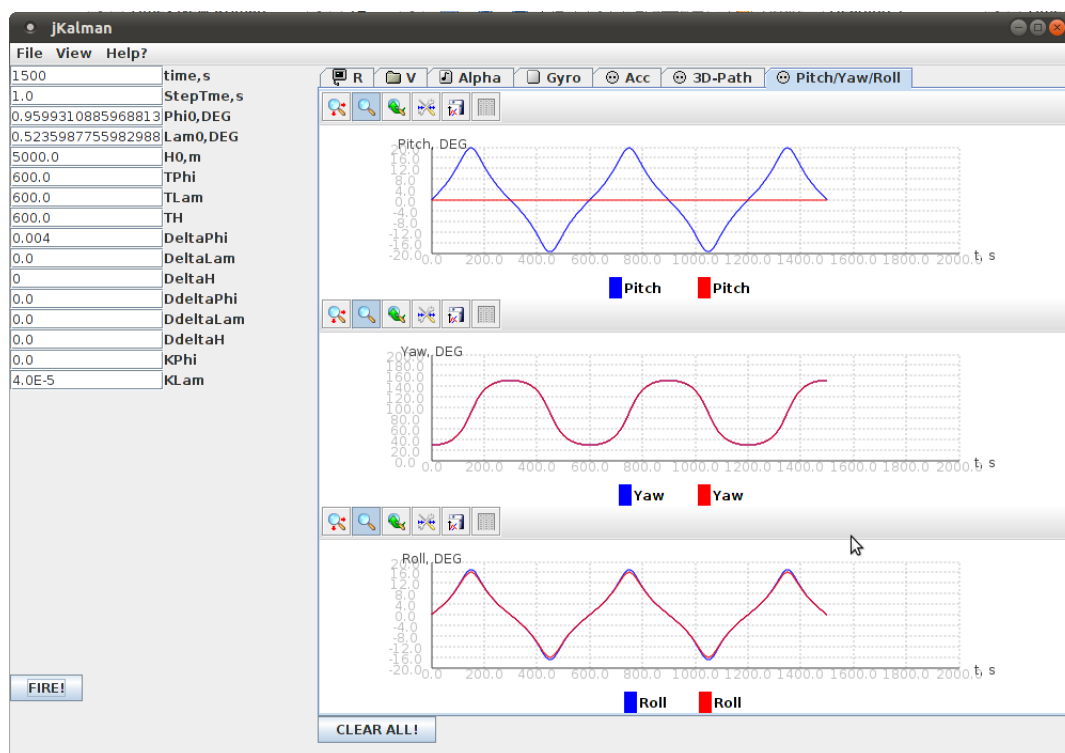 jKalman
File View Help?
1500 time,s
1.0 StepTme,s
0.9599310885968813 Phi0,DEG
0.5235987755982988 Lam0,DEG
5000.0 H0,m
600.0 TPhi
600.0 TLam
600.0 TH
0.004 DeltaPhi
0.0 DeltaLam
0 DeltaH
0.0 DdeltaPhi
0.0 DdeltaLam
0.0 DdeltaH
0.0 KPhi
4.0E-5 KLam
FIRE!
R V Alpha Gyro Acc 3D-Path Pitch/Yaw/Roll
Pitch, DEG
20.0
16.0
12.0
8.0
4.0
0.0
-4.0
-8.0
-12.0
-16.0
-20.0
0.0 200.0 400.0 600.0 800.0 1000.0 1200.0 1400.0 1600.0 1800.0 2000.0 t, s
Pitch Pitch
Yaw, DEG
200.0
180.0
160.0
140.0
120.0
100.0
80.0
60.0
40.0
20.0
0.0
0.0 200.0 400.0 600.0 800.0 1000.0 1200.0 1400.0 1600.0 1800.0 2000.0 t, s
Yaw Yaw
Roll, DEG
20.0
16.0
12.0
8.0
4.0
0.0
-4.0
-8.0
-12.0
-16.0
-20.0
0.0 200.0 400.0 600.0 800.0 1000.0 1200.0 1400.0 1600.0 1800.0 2000.0 t, s
Roll Roll
CLEAR ALL!